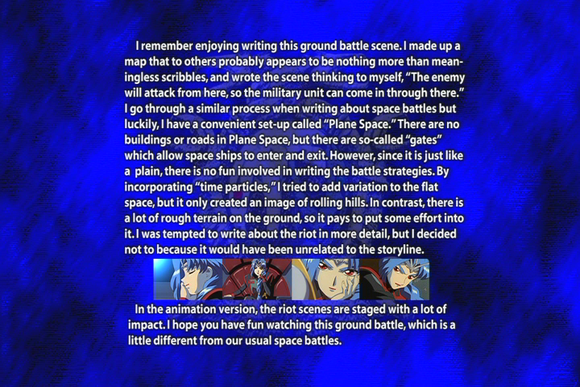 I remember enjoying writing this ground battle scene. I made up a
map that to others probably appears to be nothing more than mean-
ingless scribbles, and wrote the scene thinking to myself, “The enemy
will attack from here, so the military unit can come in through there.”
I go through a similar process when writing about space battles but
luckily, I have a convenient set-up called “Plane Space.” There are no
buildings or roads in Plane Space, but there are so-called “gates”
which allow space ships to enter and exit. However, since it is just like
a plain, there is no fun involved in writing the battle strategies. By
incorporating “time particles,” I tried to add variation to the flat
space, but it only created an image of rolling hills. In contrast, there is
a lot of rough terrain on the ground, so it pays to put some effort into
it. I was tempted to write about the riot in more detail, but I decided
not to because it would have been unrelated to the storyline.
In the animation version, the riot scenes are staged with a lot of
impact. I hope you have fun watching this ground battle, which is a
little different from our usual space battles.